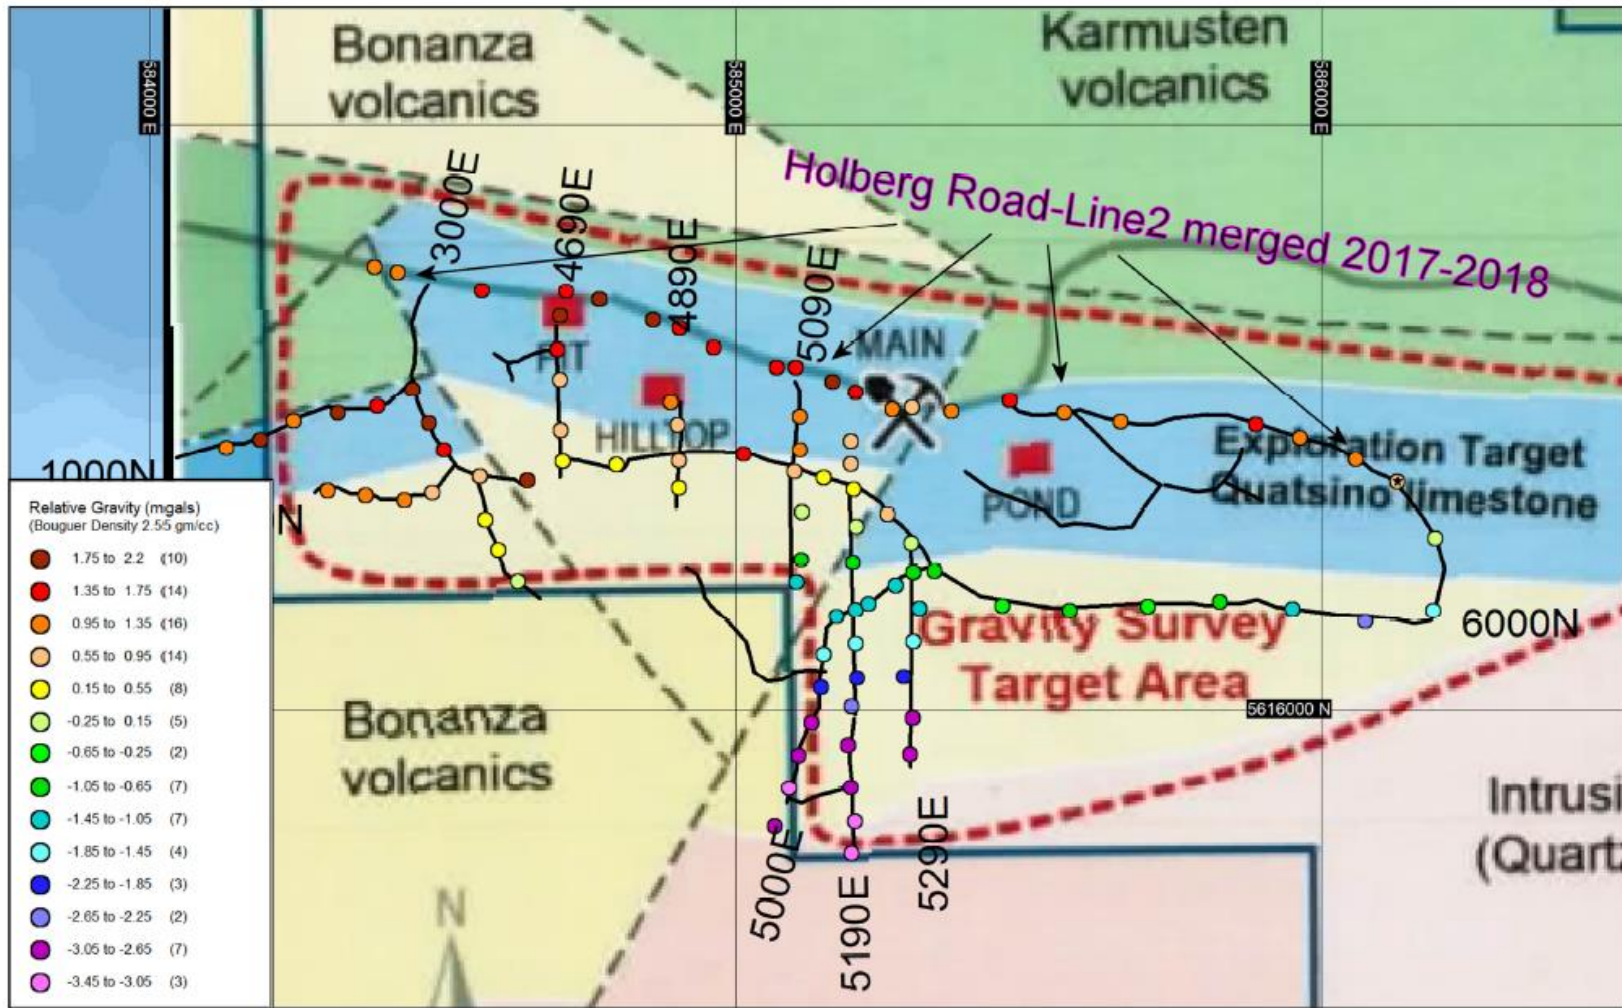 Bonanza
volcanics
Karmusten
volcanics
584000 E
585000 E
586000 E
Holberg Road-Line2 merged 2017-2018
3000E
4690E
4890E
5090E
MAIN
PIT
HILLTOP
POND
Exploration Target
Quatsino limestone
1000N
N
6000N
Gravity Survey
Target Area
5616000 N
Bonanza
volcanics
5000E
5190E
5290E
N
Relative Gravity (mgals)
(Bouguer Density 2.55 gm/cc)
1.75 to 2.2 (10)
1.35 to 1.75 (14)
0.95 to 1.35 (16)
0.55 to 0.95 (14)
0.15 to 0.55 (8)
-0.25 to 0.15 (5)
-0.65 to -0.25 (2)
-1.05 to -0.65 (7)
-1.45 to -1.05 (7)
-1.85 to -1.45 (4)
-2.25 to -1.85 (3)
-2.65 to -2.25 (2)
-3.05 to -2.65 (7)
-3.45 to -3.05 (3)
Intrusi
(Quartz